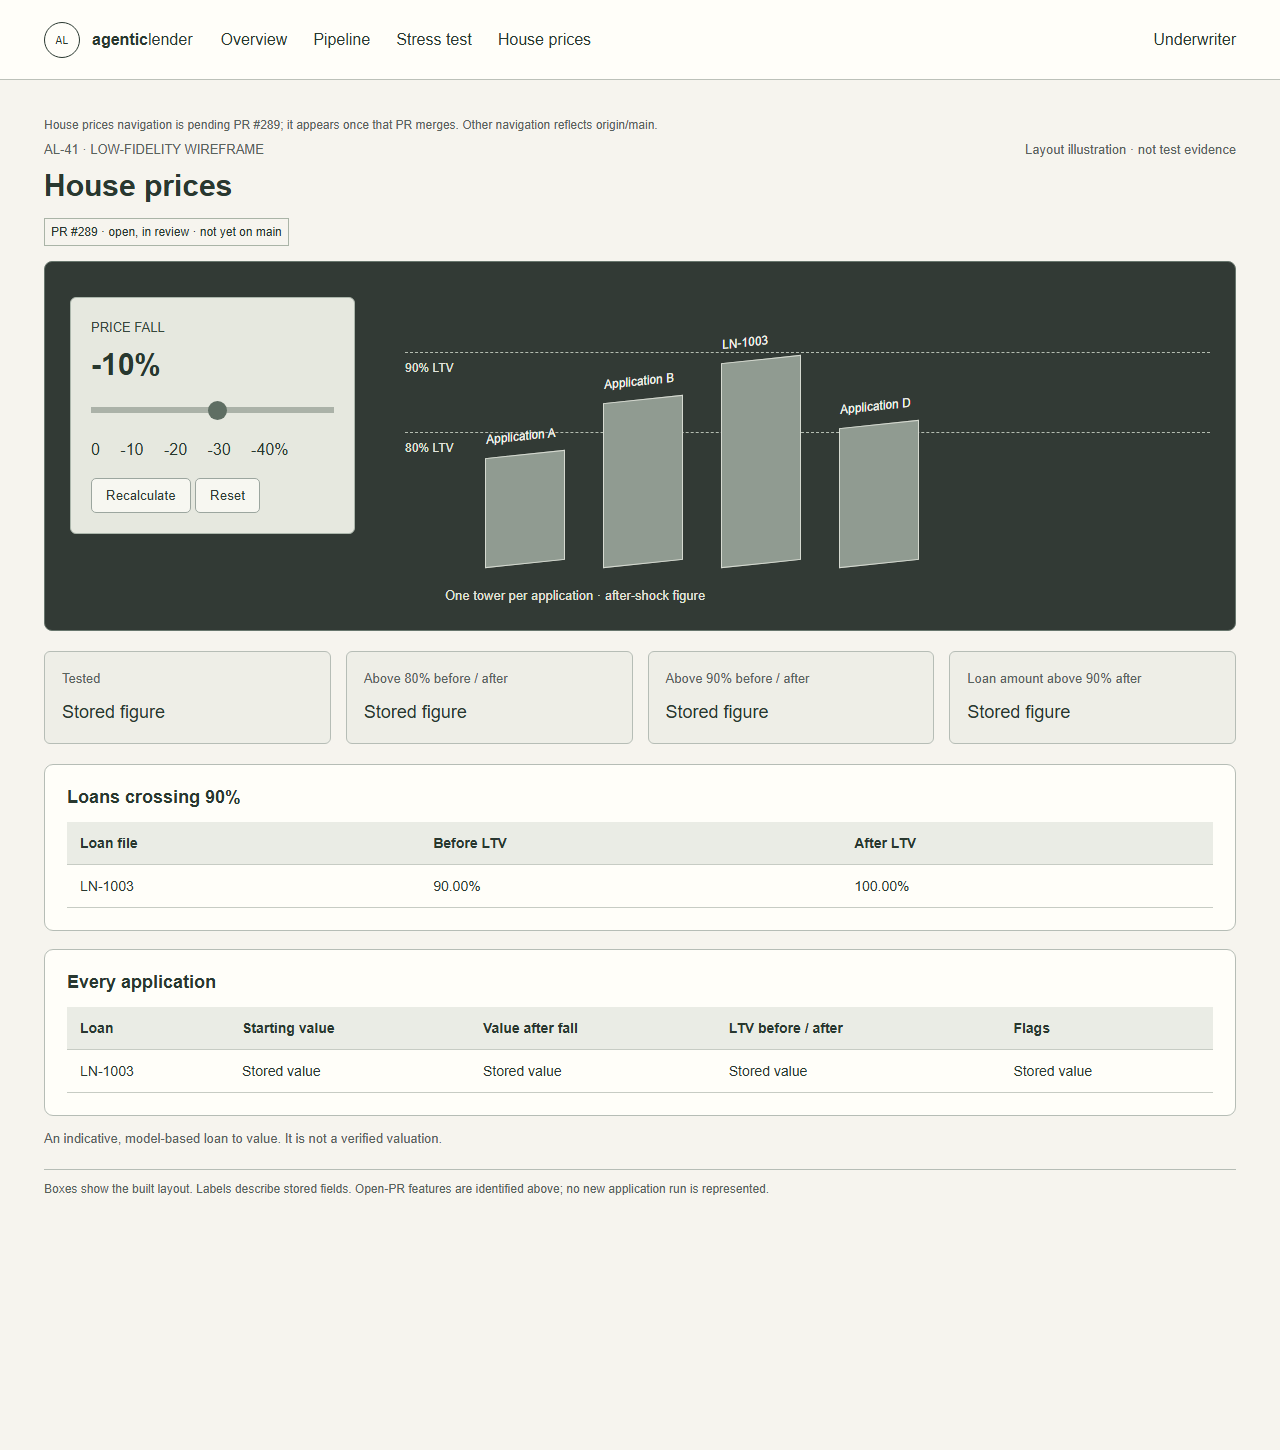 AL agenticlender Overview Pipeline Stress test House prices Underwriter
House prices navigation is pending PR #289; it appears once that PR merges. Other navigation reflects origin/main.
AL-41 · LOW-FIDELITY WIREFRAME Layout illustration · not test evidence
House prices
PR #289 · open, in review · not yet on main
PRICE FALL
-10%
0 -10 -20 -30 -40%
Recalculate Reset
90% LTV
80% LTV
Application A
Application B
LN-1003
Application D
One tower per application · after-shock figure
Tested
Stored figure
Above 80% before / after
Stored figure
Above 90% before / after
Stored figure
Loan amount above 90% after
Stored figure
Loans crossing 90%
Loan file Before LTV After LTV
LN-1003 90.00% 100.00%
Every application
Loan Starting value Value after fall LTV before / after Flags
LN-1003 Stored value Stored value Stored value Stored value
An indicative, model-based loan to value. It is not a verified valuation.
Boxes show the built layout. Labels describe stored fields. Open-PR features are identified above; no new application run is represented.